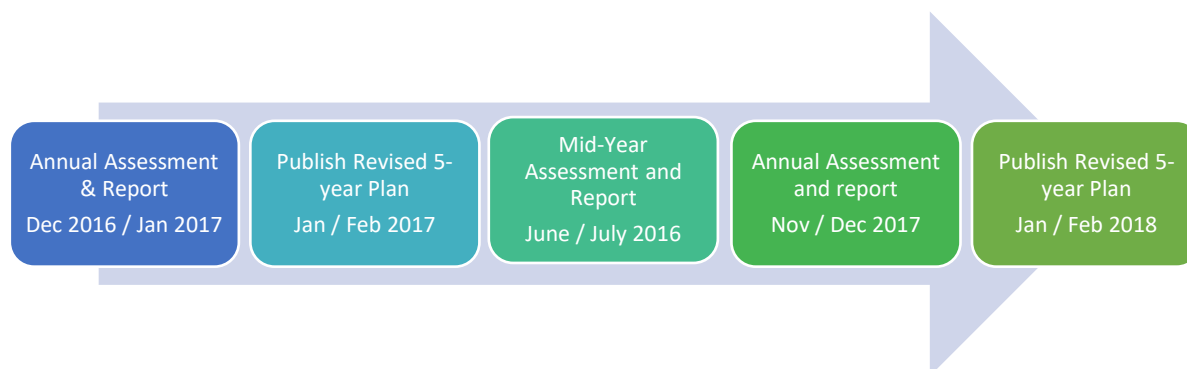 Annual Assessment
& Report
Dec 2016 / Jan 2017
Publish Revised 5-
year Plan
Jan / Feb 2017
Mid-Year
Assessment and
Report
June / July 2016
Annual Assessment
and report
Nov / Dec 2017
Publish Revised 5-
year Plan
Jan / Feb 2018